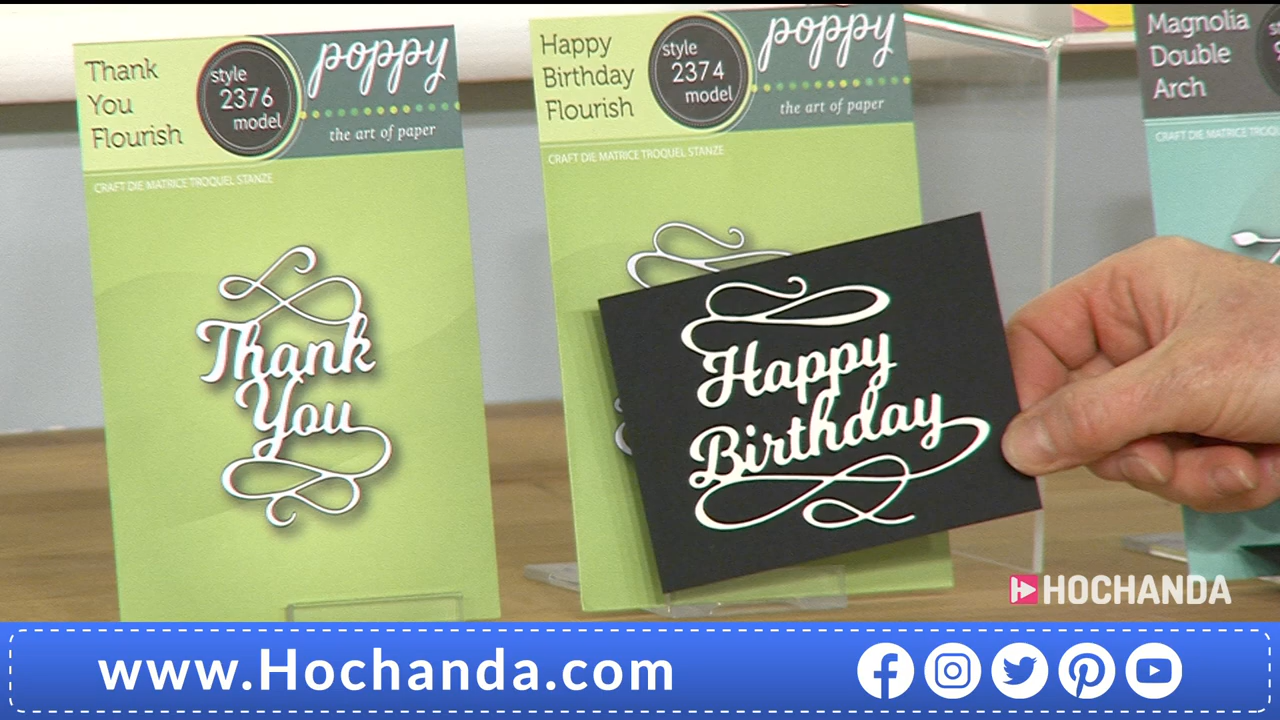 Thank
You
Flourish
style
2376
model
poppy
the art of paper
CRAFT DIE MATRICE TROQUEL STANZE
Thank
You
Happy
Birthday
Flourish
style
2374
model
poppy
the art of paper
CRAFT DIE MATRICE TROQUEL STANZE
Happy
Birthday
Magnolia
Double
Arch
HOCHANDA
www.Hochanda.com